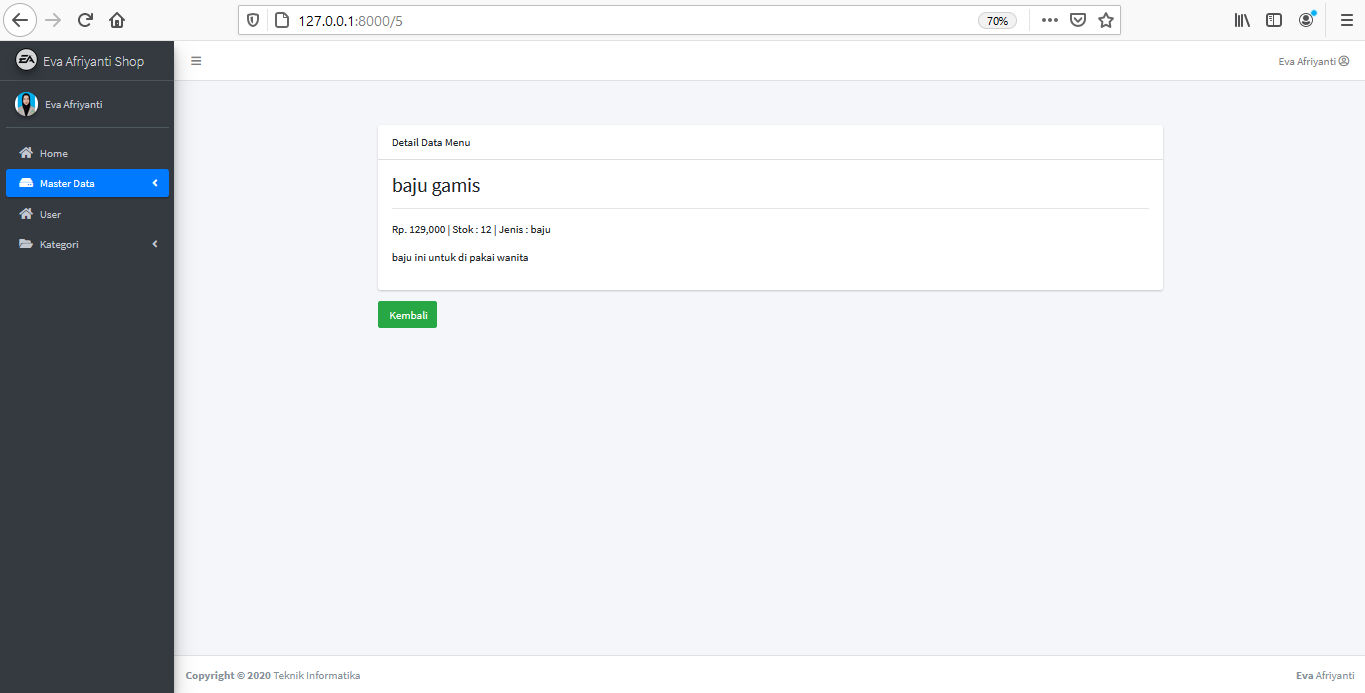 127.0.0.1:8000/5
70%
EA Eva Afriyanti Shop
Eva Afriyanti
Eva Afriyanti
Home
Master Data
User
Kategori
Detail Data Menu
baju gamis
Rp. 129,000 | Stok : 12 | Jenis : baju
baju ini untuk di pakai wanita
Kembali
Copyright © 2020 Teknik Informatika
Eva Afriyanti